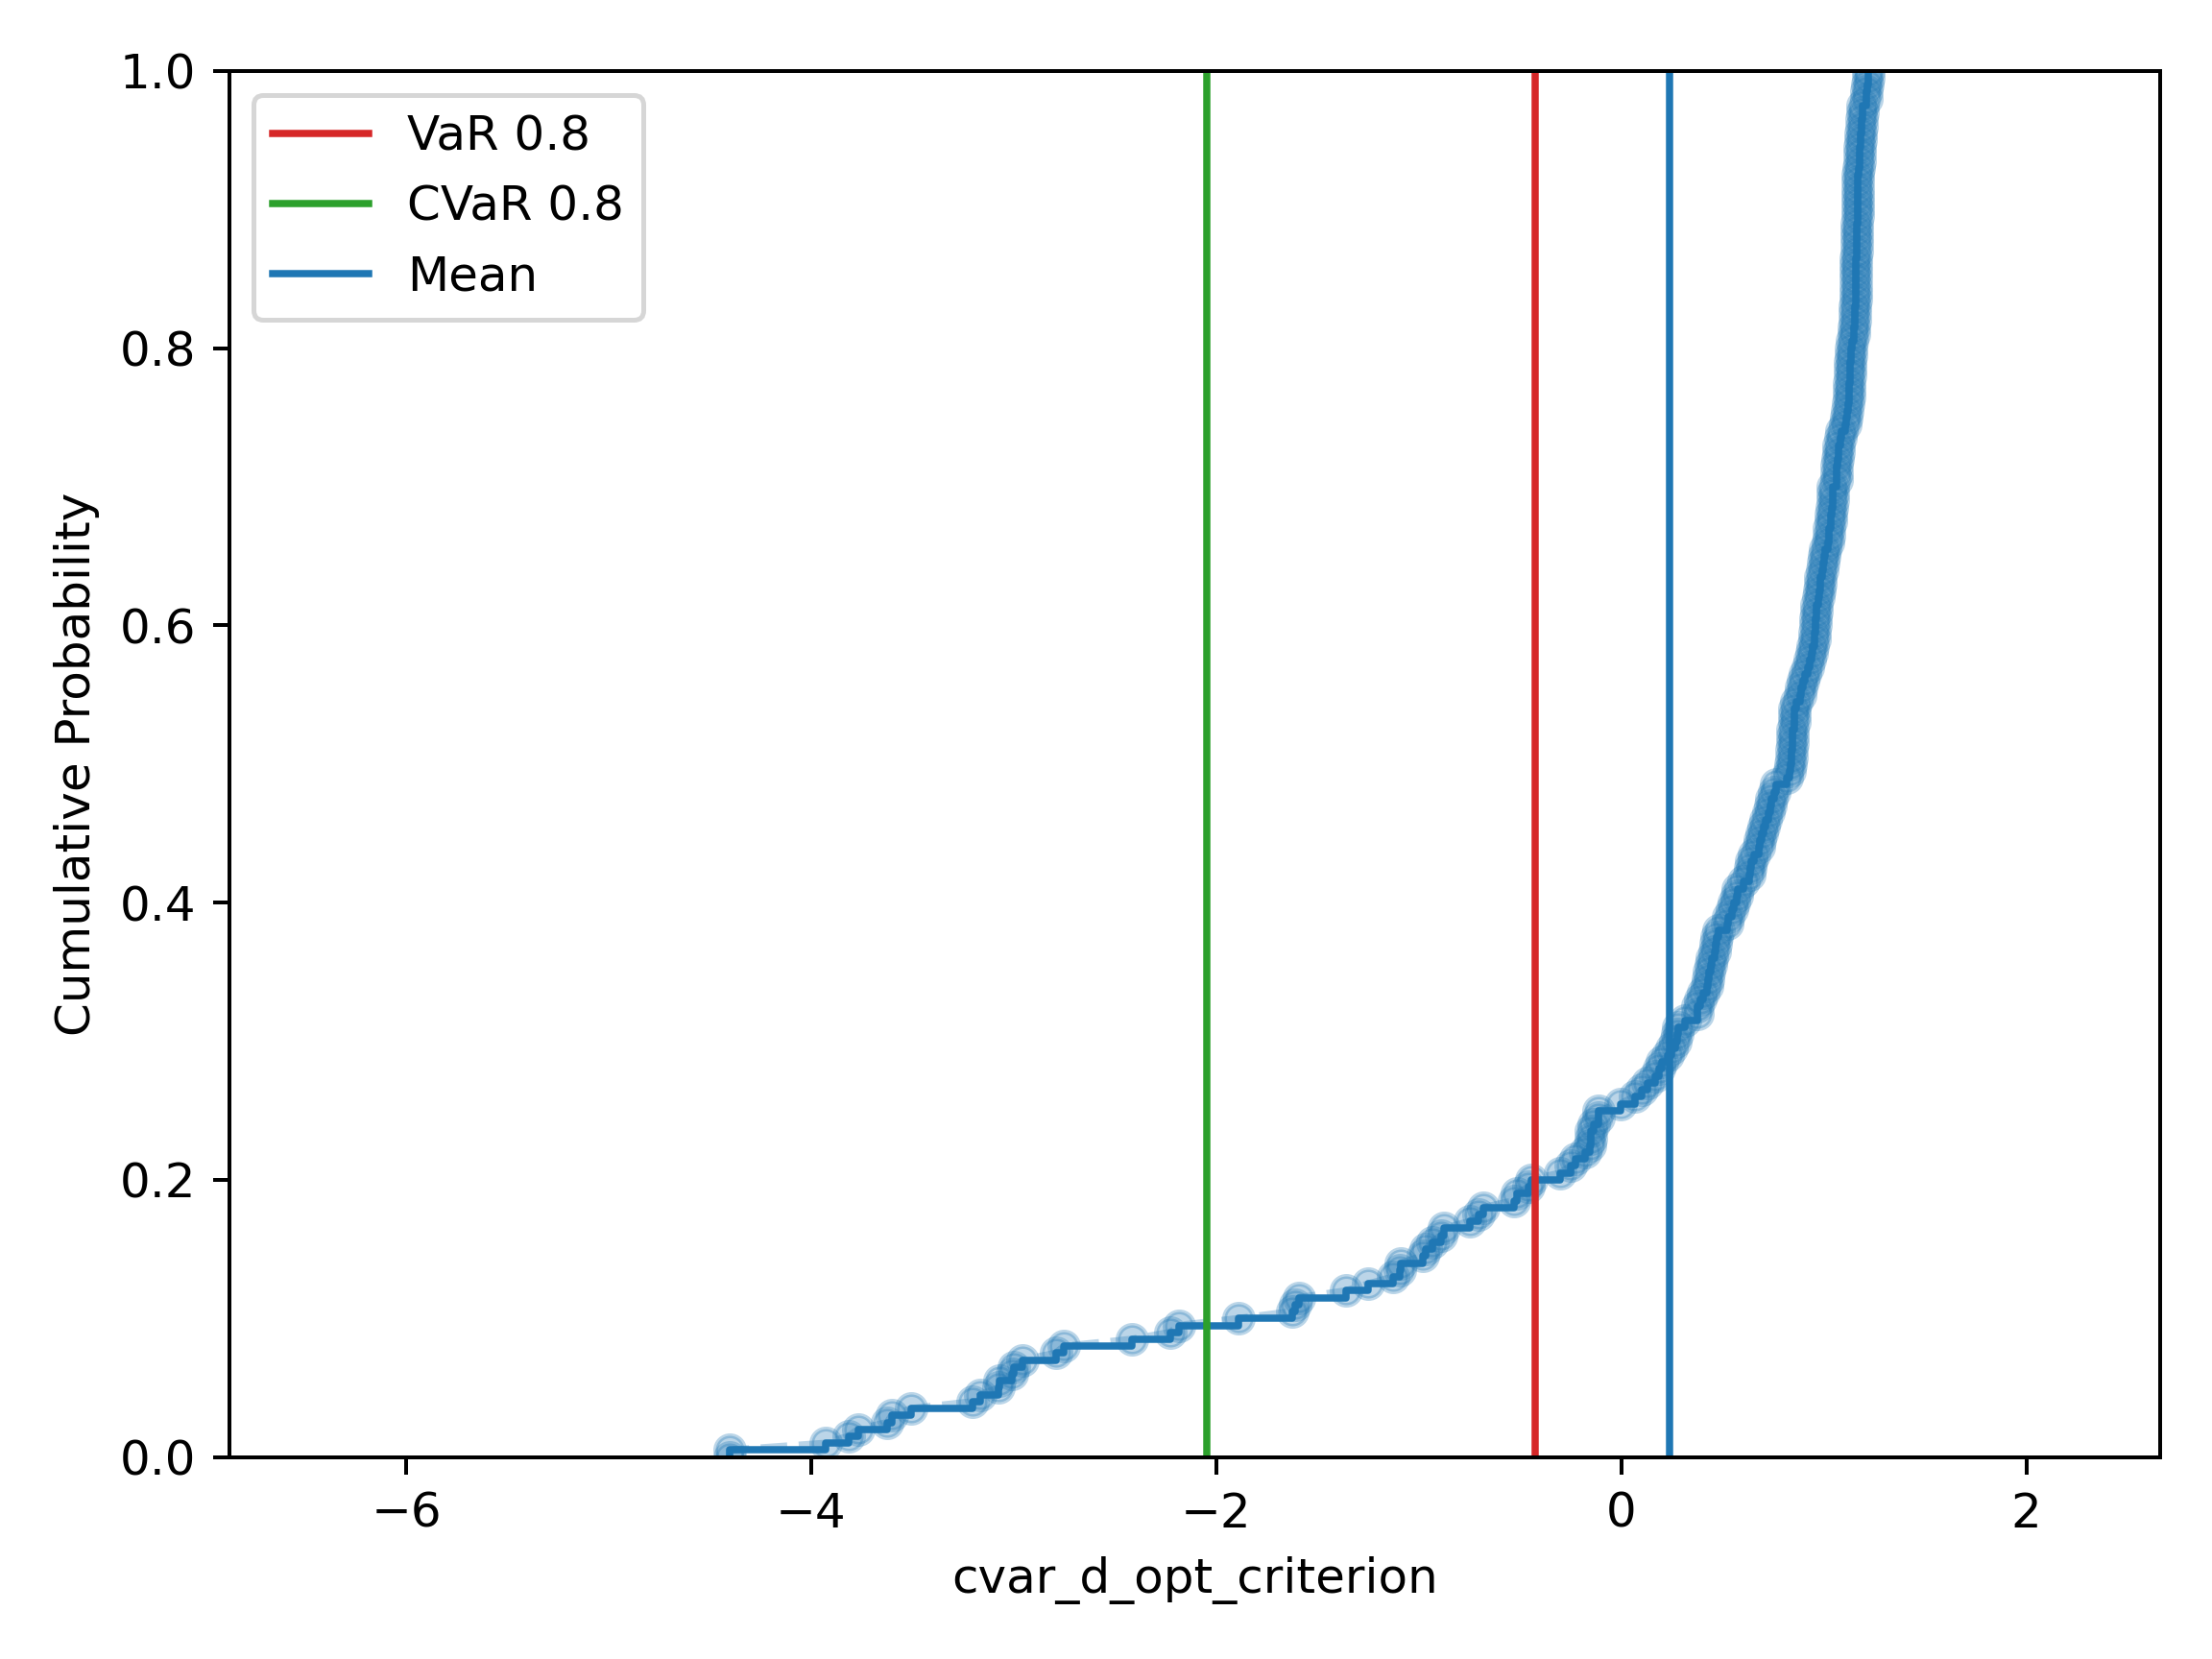 1.0
0.8
0.6
0.4
0.2
0.0
Cumulative Probability
VaR 0.8
CVaR 0.8
Mean
−6 −4 −2 0 2
cvar_d_opt_criterion